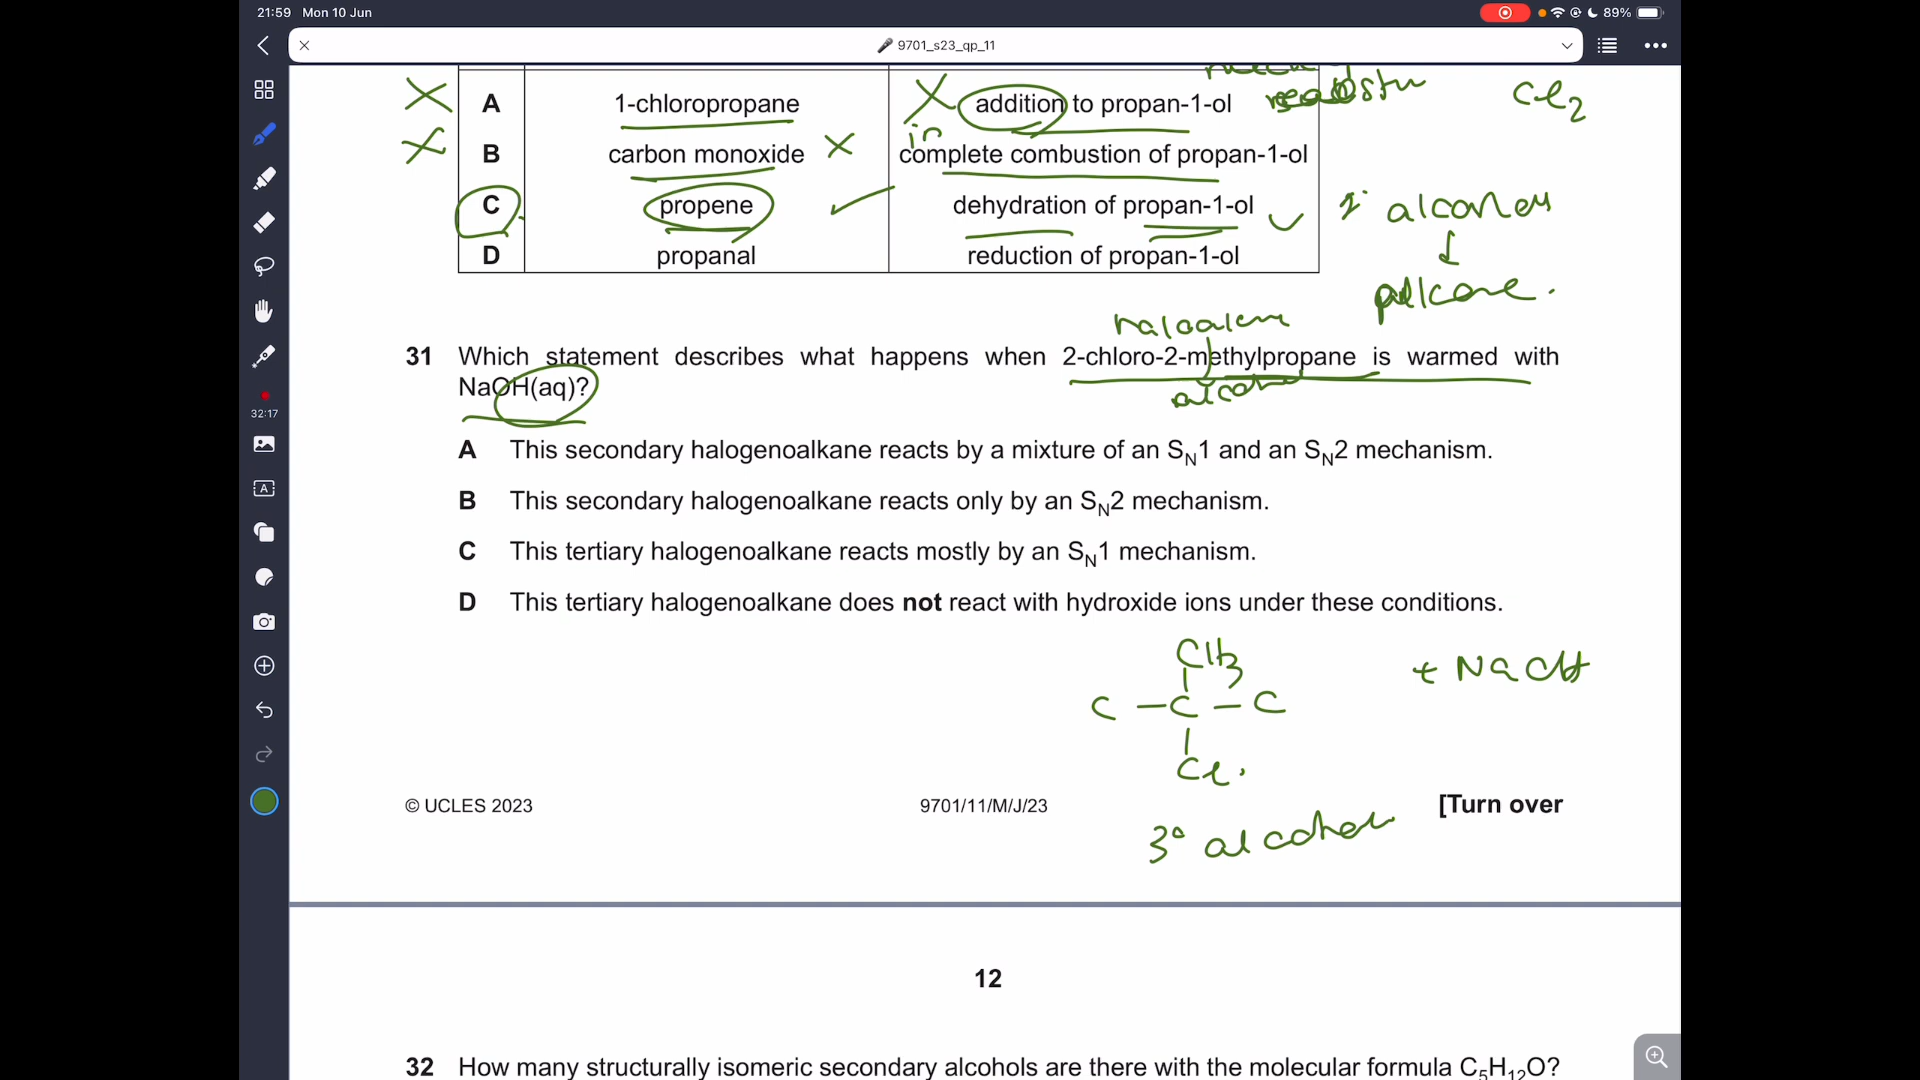 21:59 Mon 10 Jun
89%
9701_s23_qp_11
A 1-chloropropane addition to propan-1-ol
Cl2
in
B carbon monoxide complete combustion of propan-1-ol
C propene dehydration of propan-1-ol
D propanal reduction of propan-1-ol
31 Which statement describes what happens when 2-chloro-2-methylpropane is warmed with
NaOH(aq)?
alcohol
32:17
A This secondary halogenoalkane reacts by a mixture of an SN1 and an SN2 mechanism.
B This secondary halogenoalkane reacts only by an SN2 mechanism.
C This tertiary halogenoalkane reacts mostly by an SN1 mechanism.
D This tertiary halogenoalkane does not react with hydroxide ions under these conditions.
CH3
+ NaOH
C – C – C
Cl.
© UCLES 2023 9701/11/M/J/23 [Turn over
3° alcohol
12
32 How many structurally isomeric secondary alcohols are there with the molecular formula C5H12O?